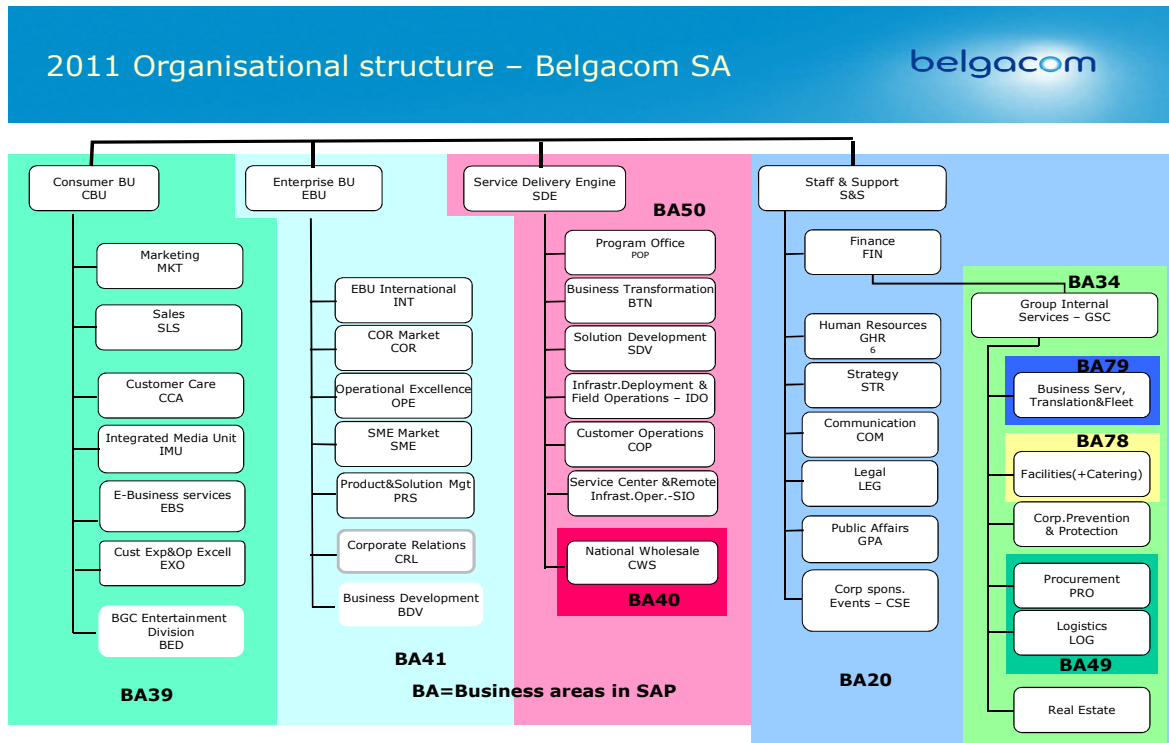 2011 Organisational structure – Belgacom SA
belgacom
Consumer BU
CBU
Marketing
MKT
Sales
SLS
Customer Care
CCA
Integrated Media Unit
IMU
E-Business services
EBS
Cust Exp&Op Excell
EXO
BGC Entertainment
Division
BED
BA39
Enterprise BU
EBU
EBU International
INT
COR Market
COR
Operational Excellence
OPE
SME Market
SME
Product&Solution Mgt
PRS
Corporate Relations
CRL
Business Development
BDV
BA41
Service Delivery Engine
SDE
BA50
Program Office
POP
Business Transformation
BTN
Solution Development
SDV
Infrastr.Deployment &
Field Operations – IDO
Customer Operations
COP
Service Center &Remote
Infrast.Oper.-SIO
National Wholesale
CWS
BA40
BA=Business areas in SAP
Staff & Support
S&S
Finance
FIN
Human Resources
GHR
6
Strategy
STR
Communication
COM
Legal
LEG
Public Affairs
GPA
Corp spons.
Events – CSE
BA20
BA34
Group Internal
Services – GSC
BA79
Business Serv,
Translation&Fleet
BA78
Facilities(+Catering)
Corp.Prevention
& Protection
Procurement
PRO
Logistics
LOG
BA49
Real Estate